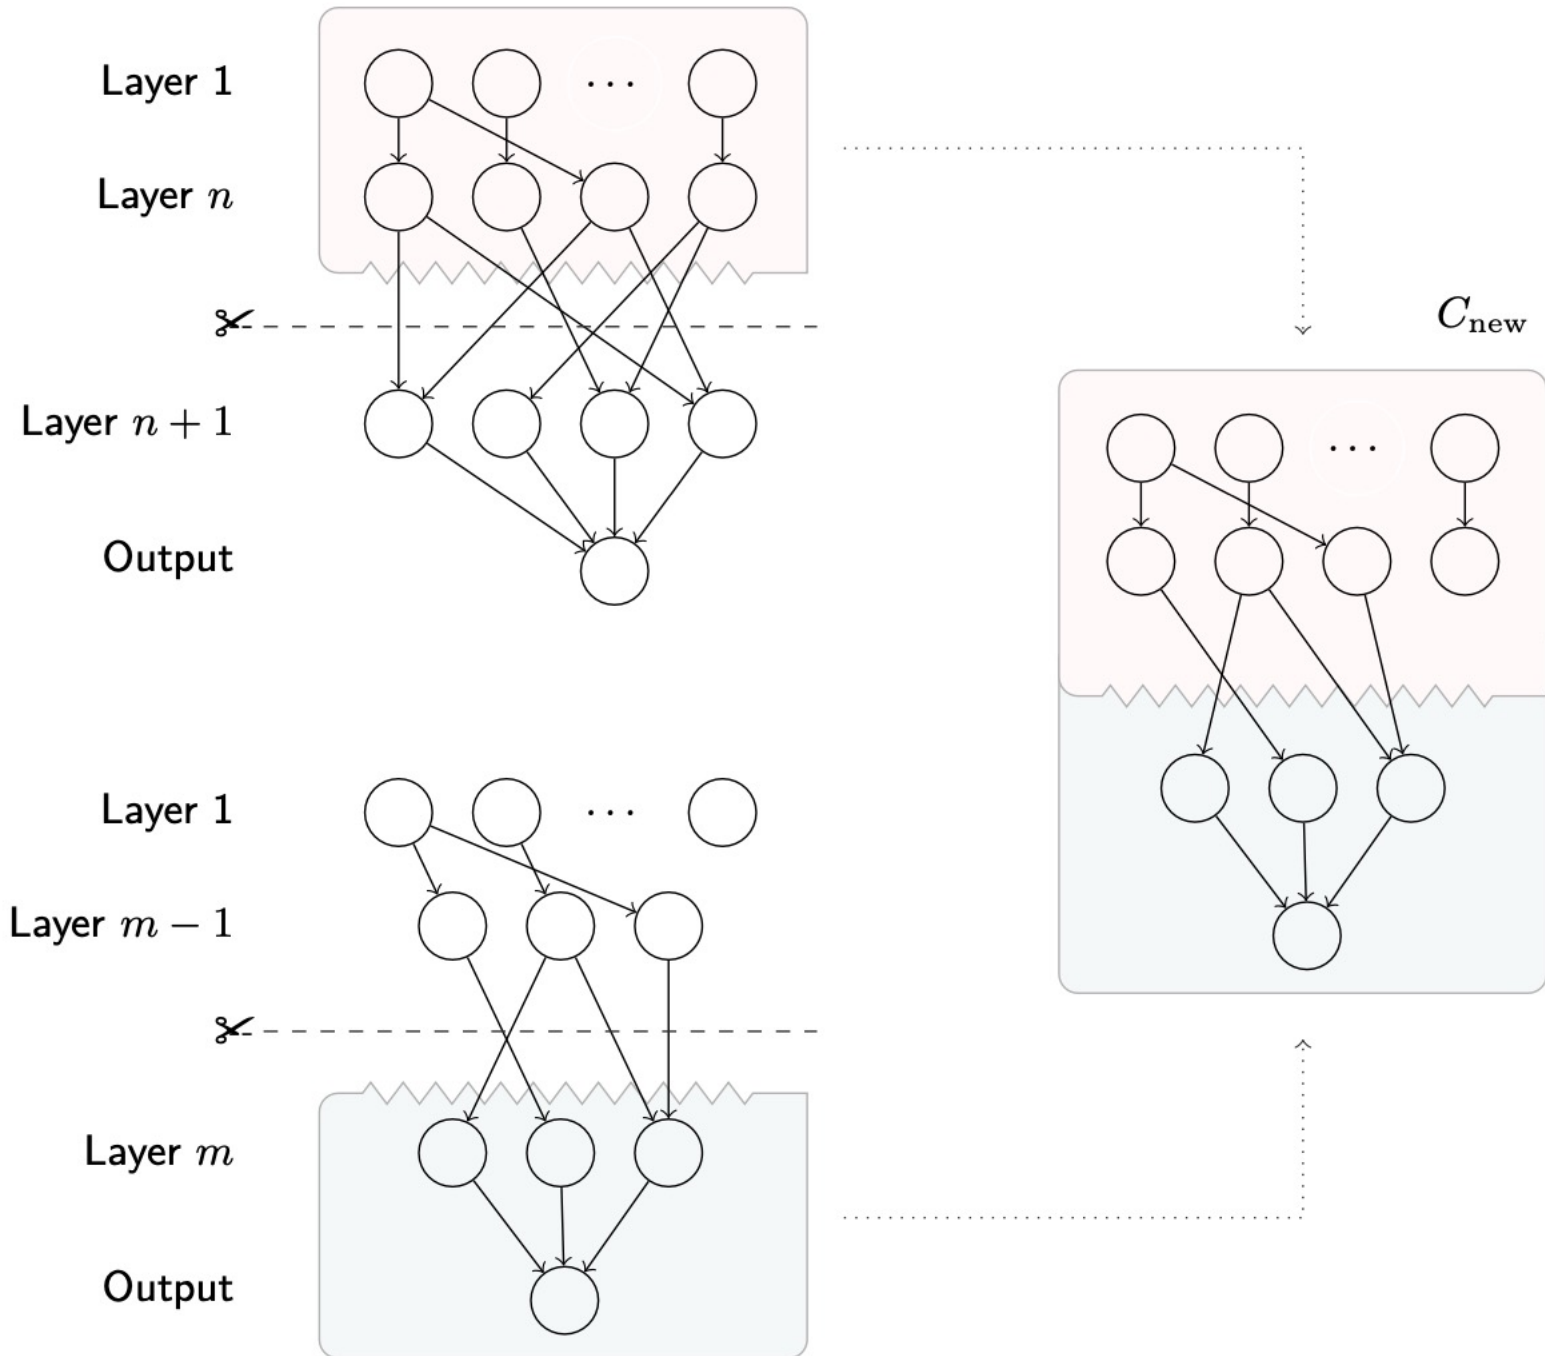 Layer 1
...
Layer n
Layer n + 1
Output
C_new
Layer 1
...
Layer m − 1
Layer m
Output
...